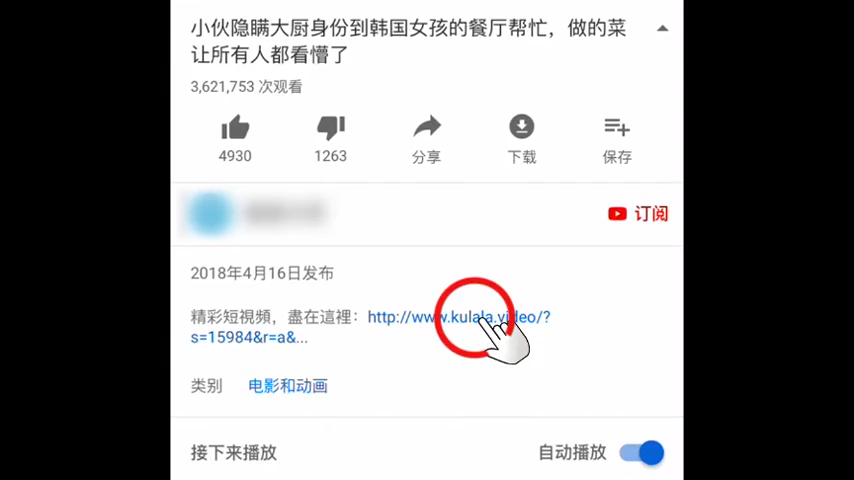 小伙隐瞒大厨身份到韩国女孩的餐厅帮忙，做的菜
让所有人都看懵了
3,621,753 次观看
4930
1263
分享
下载
保存
订阅
2018年4月16日发布
精彩短視頻，盡在這裡：http://www.kulala.video/?
s=15984&r=a&...
类别 电影和动画
接下来播放 自动播放